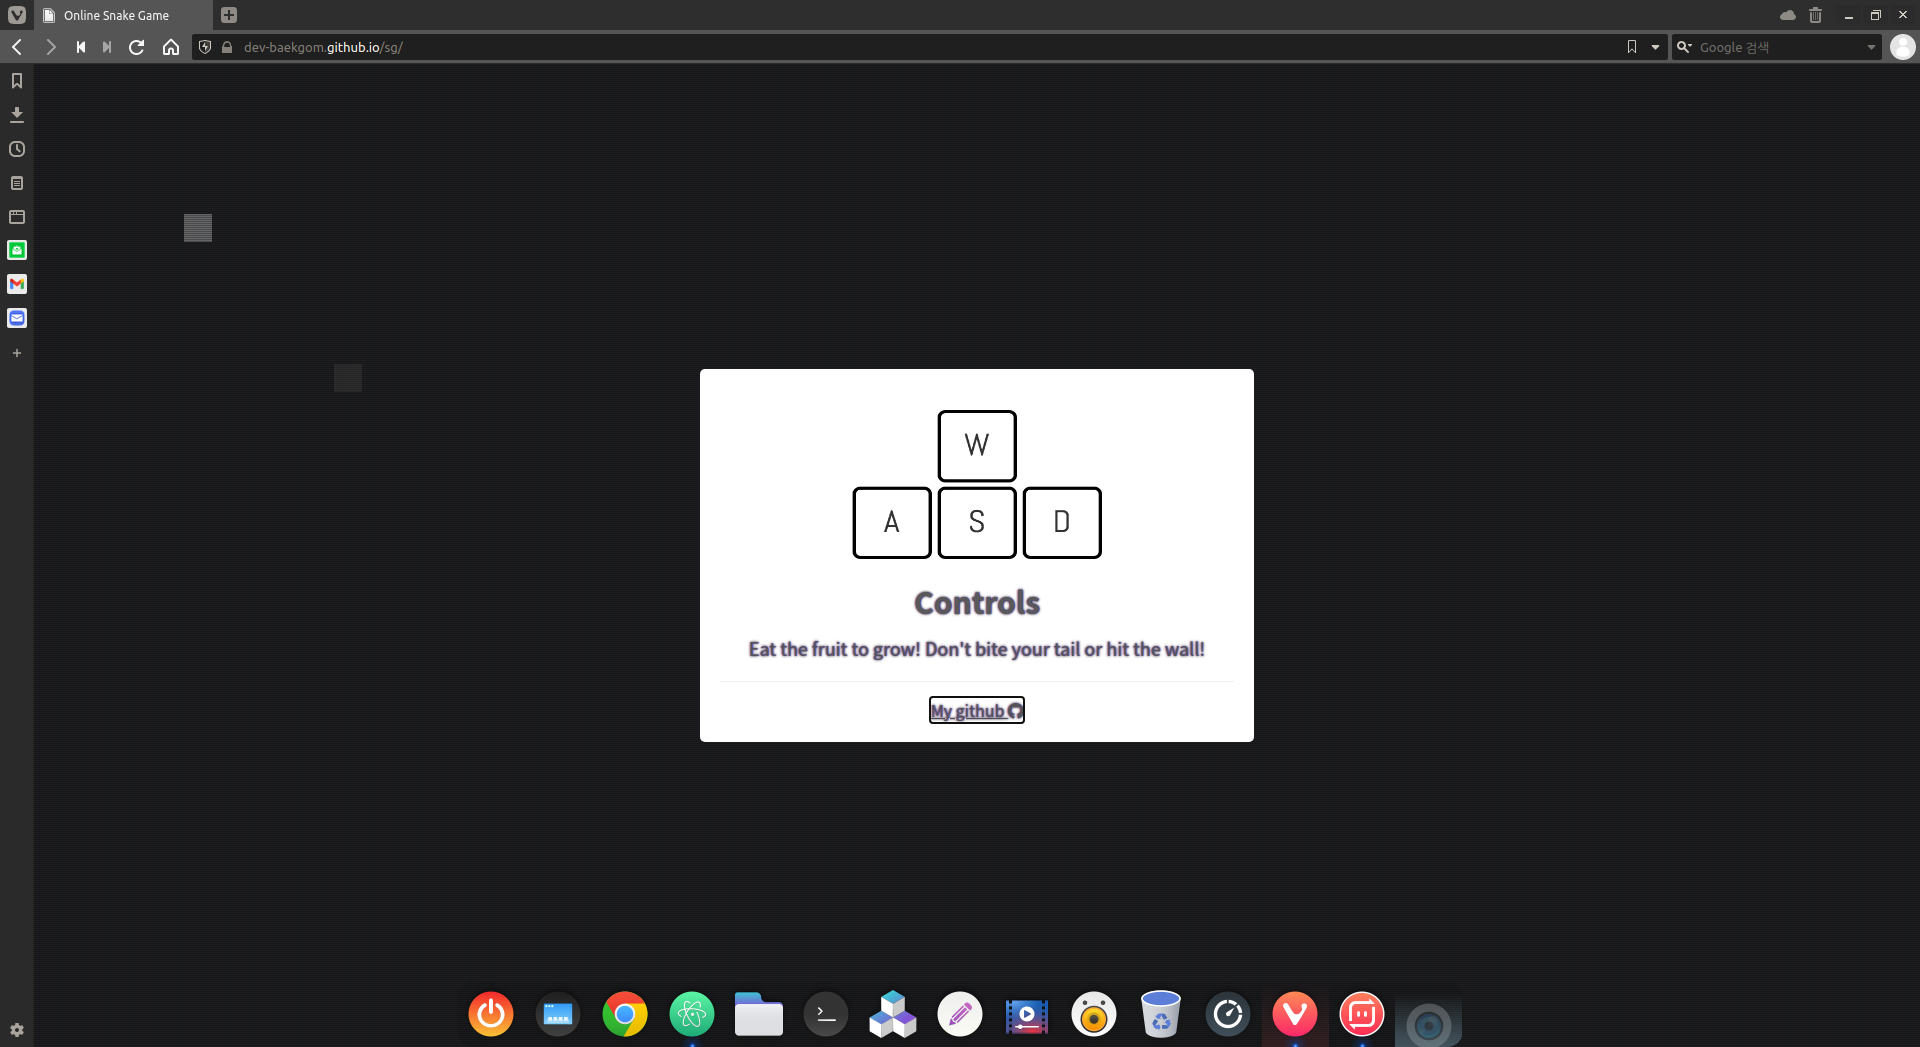 Online Snake Game
dev-baekgom.github.io/sg/
Google 검색
W
A S D
Controls
Eat the fruit to grow! Don't bite your tail or hit the wall!
My github